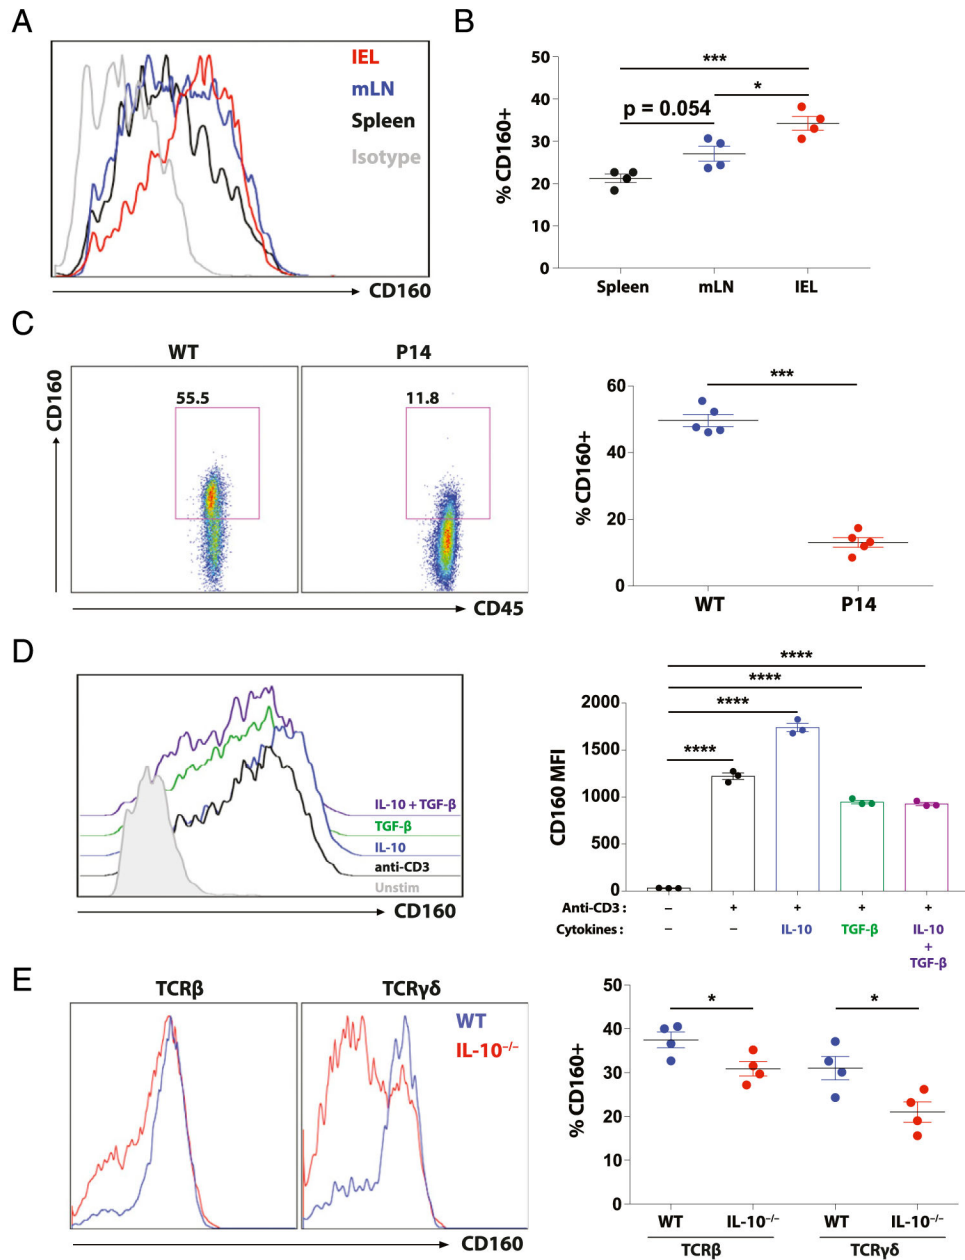 A
IEL
mLN
Spleen
Isotype
CD160
B
50
40
30
20
10
0
% CD160+
***
*
p = 0.054
Spleen mLN IEL
C
WT P14
CD160
55.5 11.8
CD45
60
40
20
0
% CD160+
***
WT P14
D
IL-10 + TGF-β
TGF-β
IL-10
anti-CD3
Unstim
CD160
2000
1500
1000
500
0
CD160 MFI
****
****
****
****
Anti-CD3 : – + + + +
Cytokines : – – IL-10 TGF-β IL-10
+
TGF-β
E
TCRβ TCRγδ
WT
IL-10⁻/⁻
CD160
50
40
30
20
10
0
% CD160+
* *
WT IL-10⁻/⁻ WT IL-10⁻/⁻
TCRβ TCRγδ